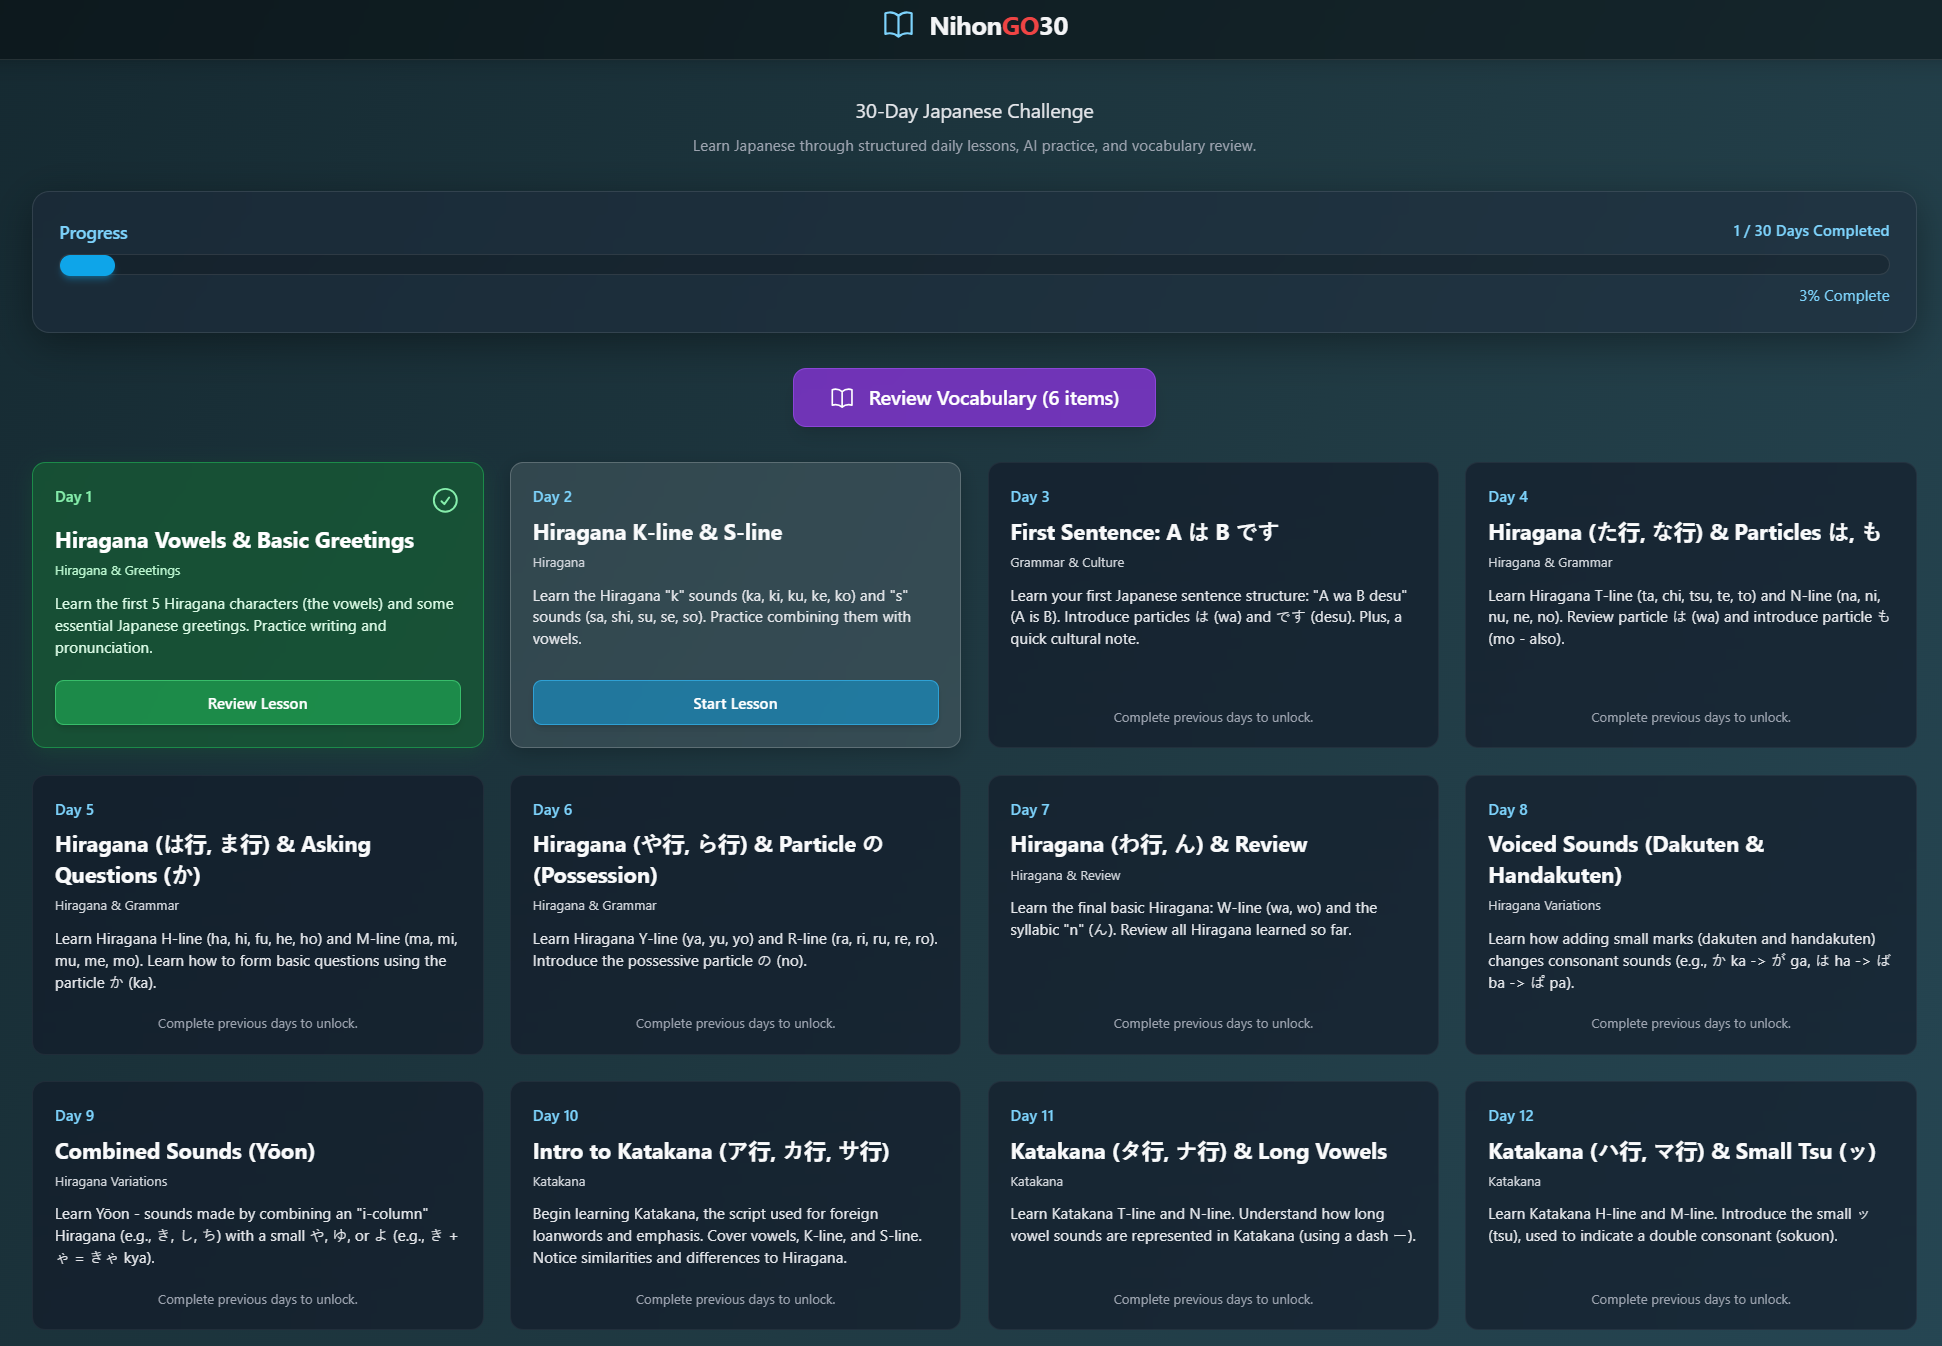 NihonGO30
30-Day Japanese Challenge
Learn Japanese through structured daily lessons, AI practice, and vocabulary review.
Progress
1 / 30 Days Completed
3% Complete
Review Vocabulary (6 items)
Day 1
Hiragana Vowels & Basic Greetings
Hiragana & Greetings
Learn the first 5 Hiragana characters (the vowels) and some
essential Japanese greetings. Practice writing and
pronunciation.
Review Lesson
Day 2
Hiragana K-line & S-line
Hiragana
Learn the Hiragana "k" sounds (ka, ki, ku, ke, ko) and "s"
sounds (sa, shi, su, se, so). Practice combining them with
vowels.
Start Lesson
Day 3
First Sentence: A は B です
Grammar & Culture
Learn your first Japanese sentence structure: "A wa B desu"
(A is B). Introduce particles は (wa) and です (desu). Plus, a
quick cultural note.
Complete previous days to unlock.
Day 4
Hiragana (た行, な行) & Particles は, も
Hiragana & Grammar
Learn Hiragana T-line (ta, chi, tsu, te, to) and N-line (na, ni,
nu, ne, no). Review particle は (wa) and introduce particle も
(mo - also).
Complete previous days to unlock.
Day 5
Hiragana (は行, ま行) & Asking
Questions (か)
Hiragana & Grammar
Learn Hiragana H-line (ha, hi, fu, he, ho) and M-line (ma, mi,
mu, me, mo). Learn how to form basic questions using the
particle か (ka).
Complete previous days to unlock.
Day 6
Hiragana (や行, ら行) & Particle の
(Possession)
Hiragana & Grammar
Learn Hiragana Y-line (ya, yu, yo) and R-line (ra, ri, ru, re, ro).
Introduce the possessive particle の (no).
Complete previous days to unlock.
Day 7
Hiragana (わ行, ん) & Review
Hiragana & Review
Learn the final basic Hiragana: W-line (wa, wo) and the
syllabic "n" (ん). Review all Hiragana learned so far.
Complete previous days to unlock.
Day 8
Voiced Sounds (Dakuten &
Handakuten)
Hiragana Variations
Learn how adding small marks (dakuten and handakuten)
changes consonant sounds (e.g., か ka -> が ga, は ha -> ば
ba -> ぱ pa).
Complete previous days to unlock.
Day 9
Combined Sounds (Yōon)
Hiragana Variations
Learn Yōon - sounds made by combining an "i-column"
Hiragana (e.g., き, し, ち) with a small や, ゆ, or よ (e.g., き +
ゃ = きゃ kya).
Complete previous days to unlock.
Day 10
Intro to Katakana (ア行, カ行, サ行)
Katakana
Begin learning Katakana, the script used for foreign
loanwords and emphasis. Cover vowels, K-line, and S-line.
Notice similarities and differences to Hiragana.
Complete previous days to unlock.
Day 11
Katakana (タ行, ナ行) & Long Vowels
Katakana
Learn Katakana T-line and N-line. Understand how long
vowel sounds are represented in Katakana (using a dash ー).
Complete previous days to unlock.
Day 12
Katakana (ハ行, マ行) & Small Tsu (ッ)
Katakana
Learn Katakana H-line and M-line. Introduce the small ッ
(tsu), used to indicate a double consonant (sokuon).
Complete previous days to unlock.